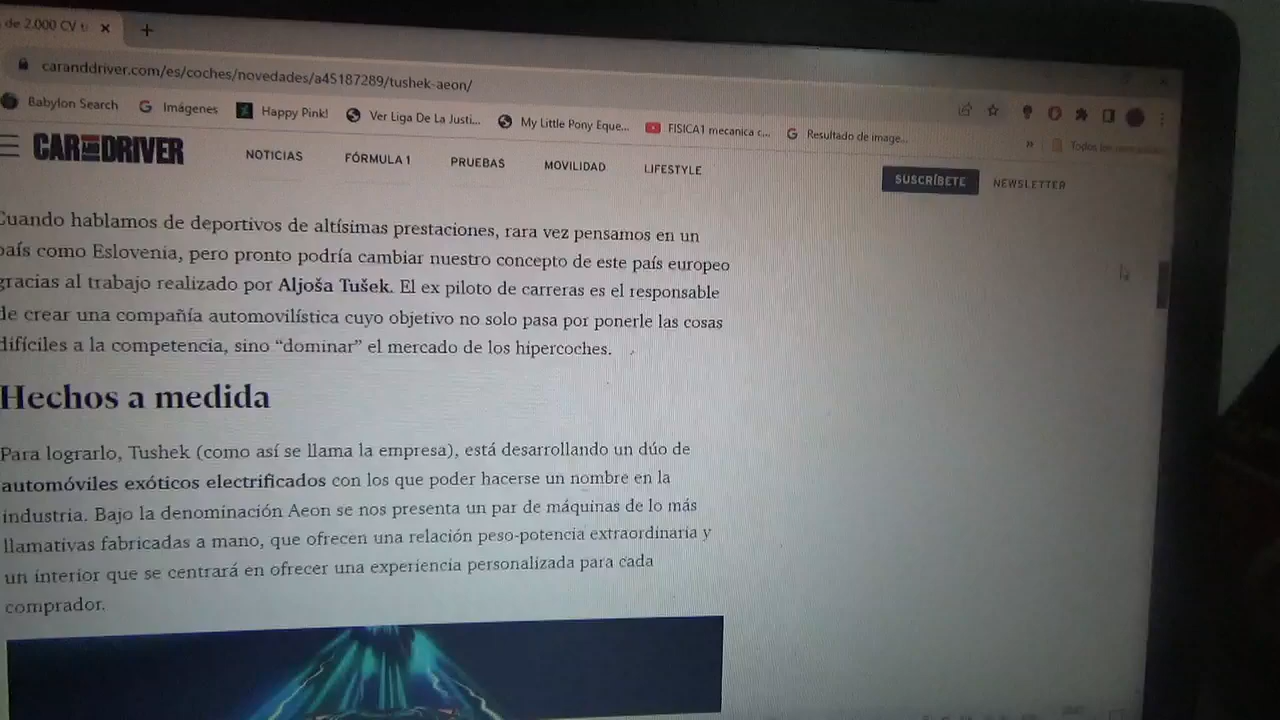 de 2.000 CV
caranddriver.com/es/coches/novedades/a45187289/tushek-aeon/
Babylon Search Imágenes Happy Pink! Ver Liga De La Justi... My Little Pony Eque... FISICA1 mecanica c... Resultado de image... » Todos los
CAR AND DRIVER NOTICIAS FÓRMULA 1 PRUEBAS MOVILIDAD LIFESTYLE SUSCRÍBETE NEWSLETTER
Cuando hablamos de deportivos de altísimas prestaciones, rara vez pensamos en un
país como Eslovenia, pero pronto podría cambiar nuestro concepto de este país europeo
gracias al trabajo realizado por Aljoša Tušek. El ex piloto de carreras es el responsable
de crear una compañía automovilística cuyo objetivo no solo pasa por ponerle las cosas
difíciles a la competencia, sino “dominar” el mercado de los hipercoches.
Hechos a medida
Para lograrlo, Tushek (como así se llama la empresa), está desarrollando un dúo de
automóviles exóticos electrificados con los que poder hacerse un nombre en la
industria. Bajo la denominación Aeon se nos presenta un par de máquinas de lo más
llamativas fabricadas a mano, que ofrecen una relación peso-potencia extraordinaria y
un interior que se centrará en ofrecer una experiencia personalizada para cada
comprador.